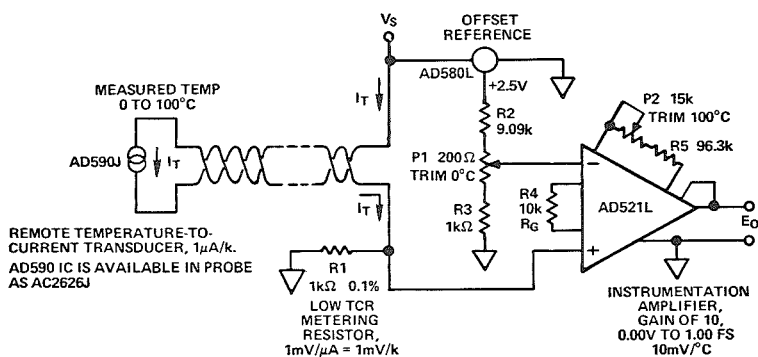 V_S
OFFSET
REFERENCE
AD580L
+2.5V
MEASURED TEMP
0 TO 100°C
AD590J
I_T
I_T
I_T
R2
9.09k
P1 200Ω
TRIM 0°C
R3
1kΩ
P2 15k
TRIM 100°C
R5 96.3k
R4
10k
R_G
−
+
AD521L
E_O
REMOTE TEMPERATURE-TO-
CURRENT TRANSDUCER, 1μA/k.
AD590 IC IS AVAILABLE IN PROBE
AS AC2626J
R1
1kΩ 0.1%
LOW TCR
METERING
RESISTOR,
1mV/μA = 1mV/k
INSTRUMENTATION
AMPLIFIER,
GAIN OF 10,
0.00V TO 1.00 FS
10mV/°C